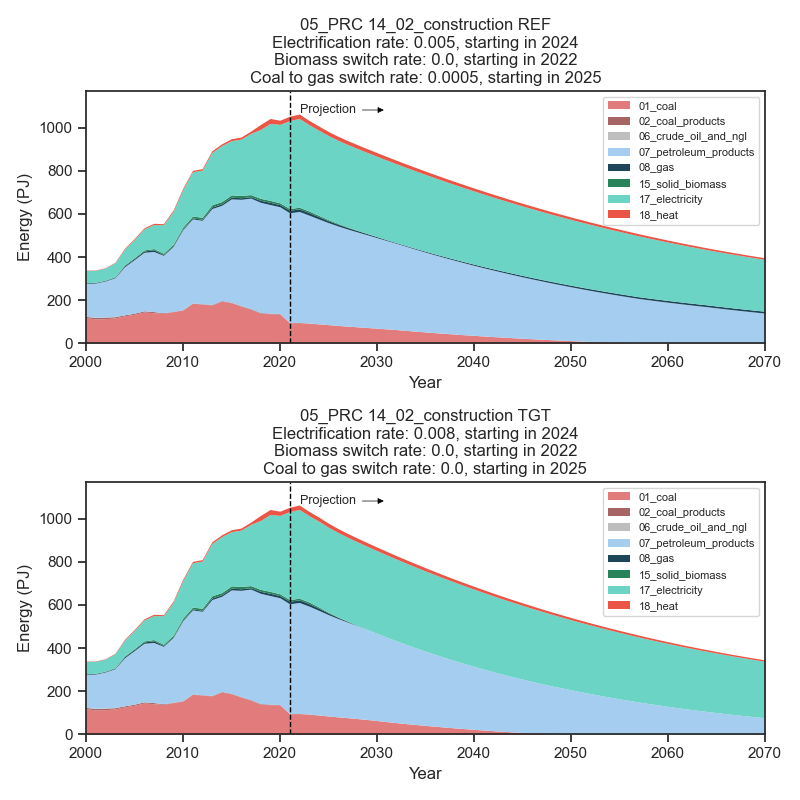 05_PRC 14_02_construction REF
Electrification rate: 0.005, starting in 2024
Biomass switch rate: 0.0, starting in 2022
Coal to gas switch rate: 0.0005, starting in 2025
Projection
01_coal
02_coal_products
06_crude_oil_and_ngl
07_petroleum_products
08_gas
15_solid_biomass
17_electricity
18_heat
Energy (PJ)
1000
800
600
400
200
0
2000 2010 2020 2030 2040 2050 2060 2070
Year
05_PRC 14_02_construction TGT
Electrification rate: 0.008, starting in 2024
Biomass switch rate: 0.0, starting in 2022
Coal to gas switch rate: 0.0, starting in 2025
Projection
01_coal
02_coal_products
06_crude_oil_and_ngl
07_petroleum_products
08_gas
15_solid_biomass
17_electricity
18_heat
Energy (PJ)
1000
800
600
400
200
0
2000 2010 2020 2030 2040 2050 2060 2070
Year